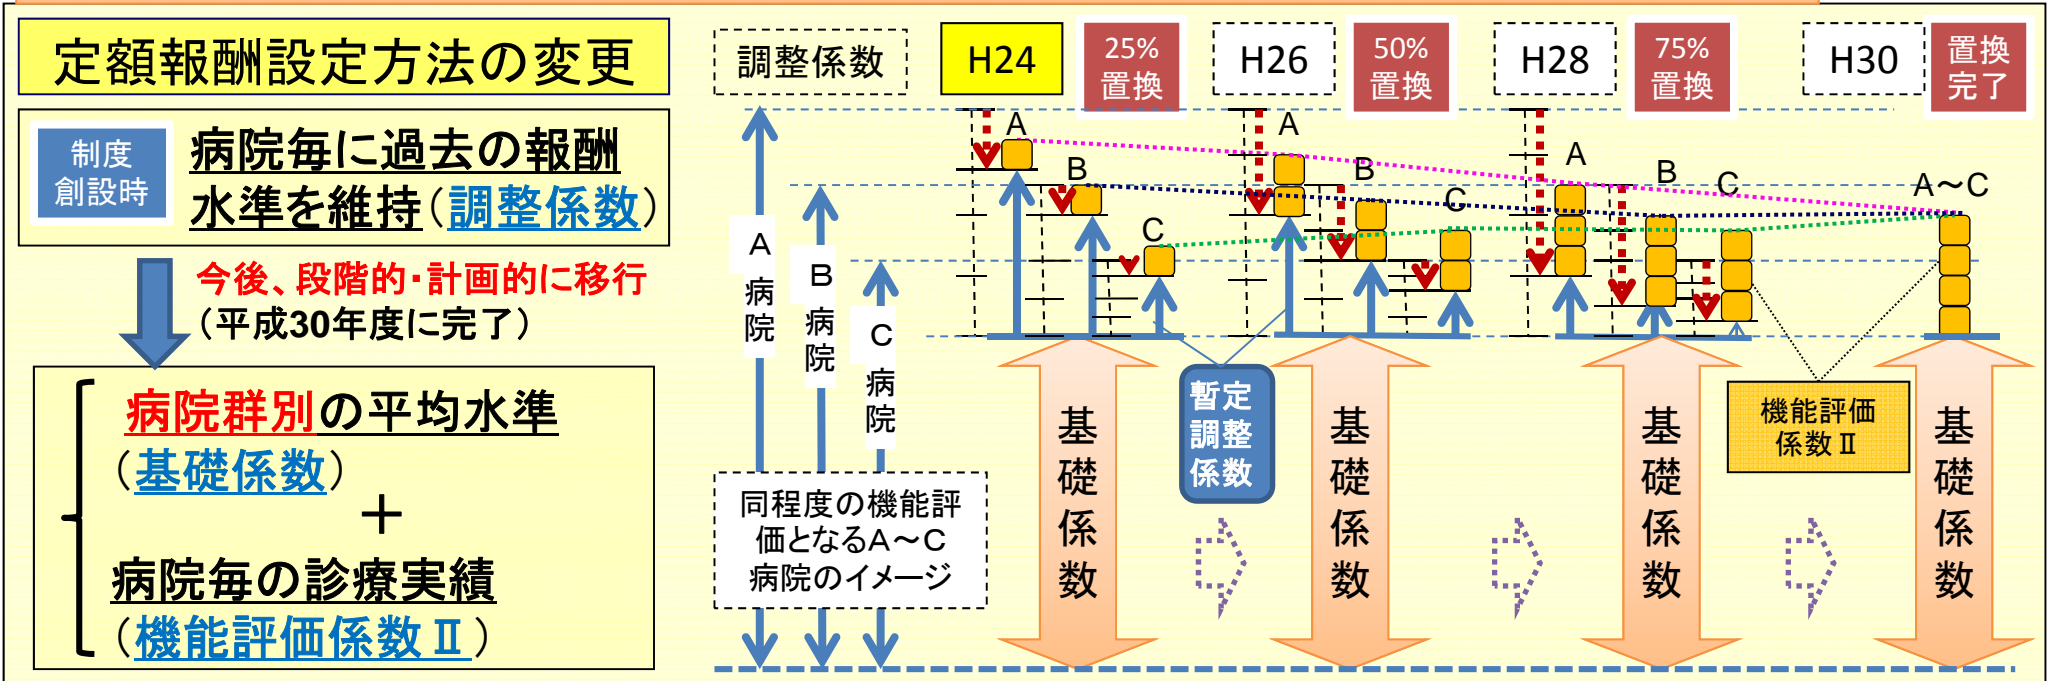 定額報酬設定方法の変更
制度
創設時
病院毎に過去の報酬
水準を維持（調整係数）
今後、段階的・計画的に移行
（平成30年度に完了）
病院群別の平均水準
（基礎係数）
＋
病院毎の診療実績
（機能評価係数Ⅱ）
調整係数
A病院
B病院
C病院
同程度の機能評
価となるA～C
病院のイメージ
H24
25%
置換
A
B
C
基礎係数
暫定
調整
係数
H26
50%
置換
A
B
C
基礎係数
H28
75%
置換
A
B
C
基礎係数
機能評価
係数Ⅱ
H30
置換
完了
A～C
基礎係数